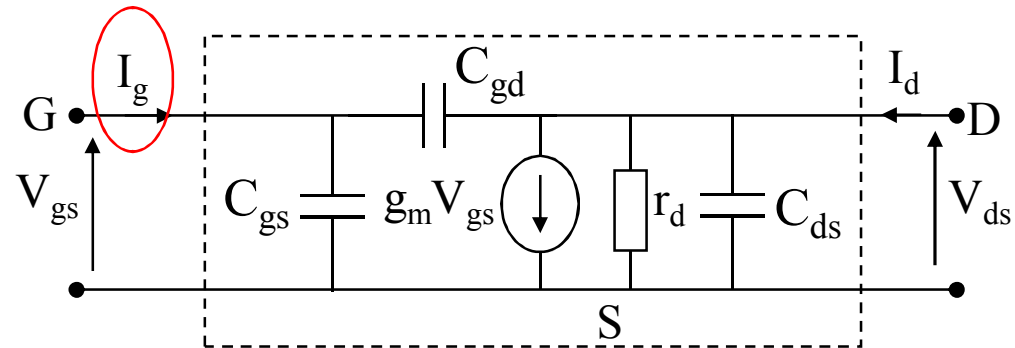 I_g
C_gd
I_d
G
D
V_gs
C_gs
g_mV_gs
r_d
C_ds
V_ds
S